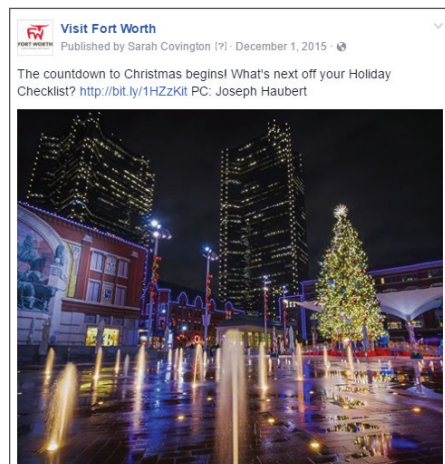 FORT WORTH
Visit Fort Worth
Published by Sarah Covington [?] · December 1, 2015 ·
The countdown to Christmas begins! What's next off your Holiday
Checklist? http://bit.ly/1HZzKit PC: Joseph Haubert